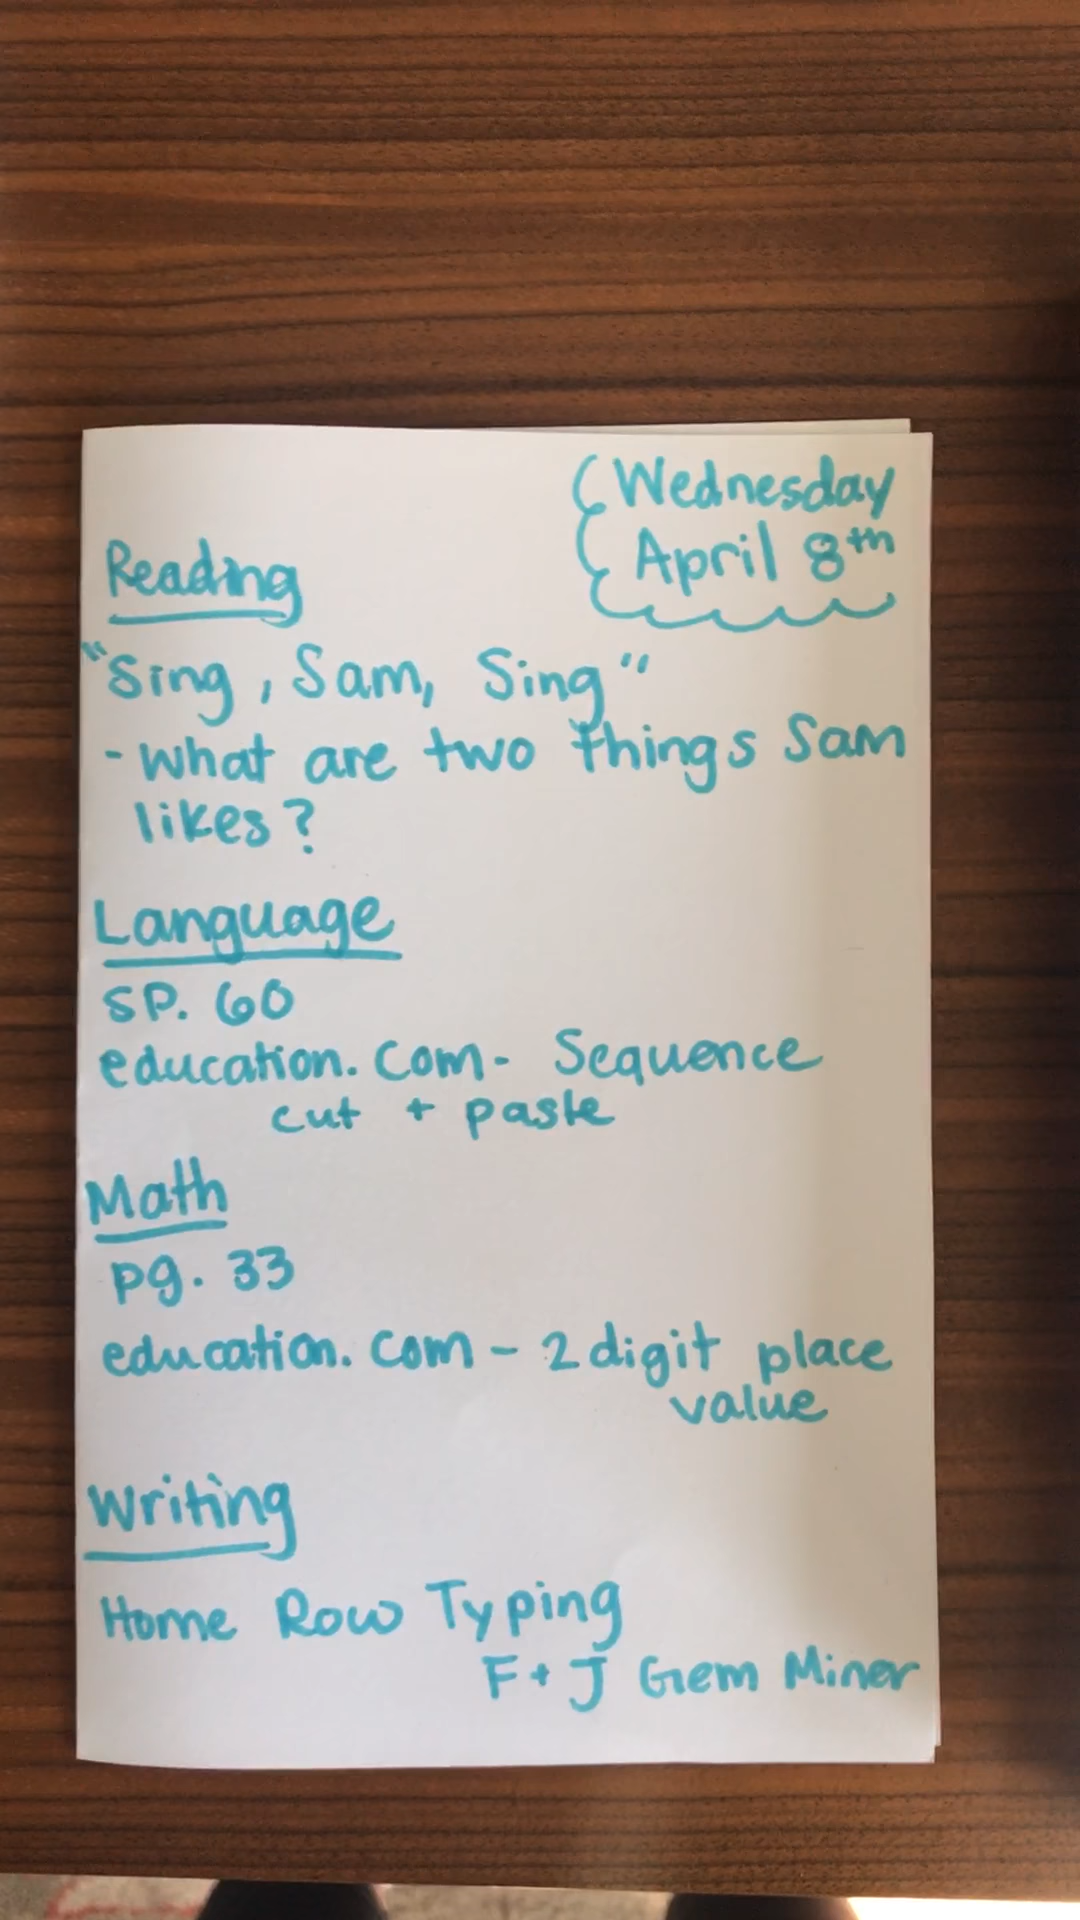 Wednesday
April 8th
Reading
"Sing, Sam, Sing"
- What are two things Sam
likes?
Language
SP. 60
education.com - Sequence
cut + paste
Math
pg. 33
education.com - 2 digit place
value
Writing
Home Row Typing
F + J Gem Miner